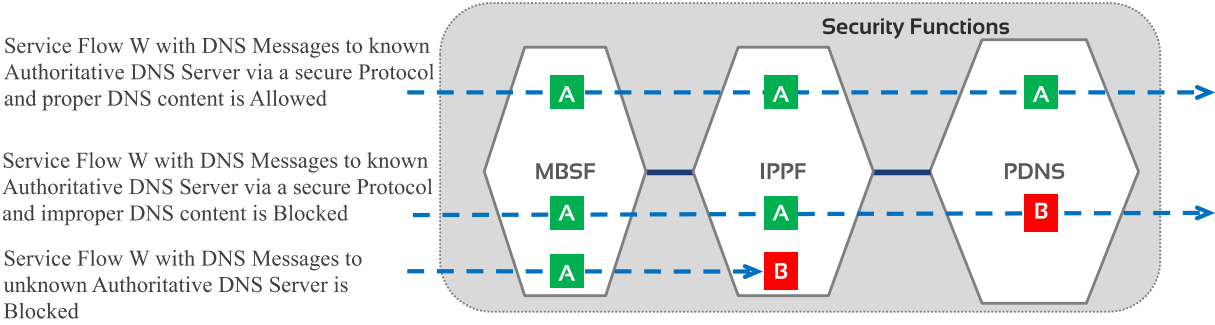 Security Functions
Service Flow W with DNS Messages to known
Authoritative DNS Server via a secure Protocol
and proper DNS content is Allowed
A A A
MBSF IPPF PDNS
Service Flow W with DNS Messages to known
Authoritative DNS Server via a secure Protocol
and improper DNS content is Blocked
A A B
Service Flow W with DNS Messages to
unknown Authoritative DNS Server is
Blocked
A B